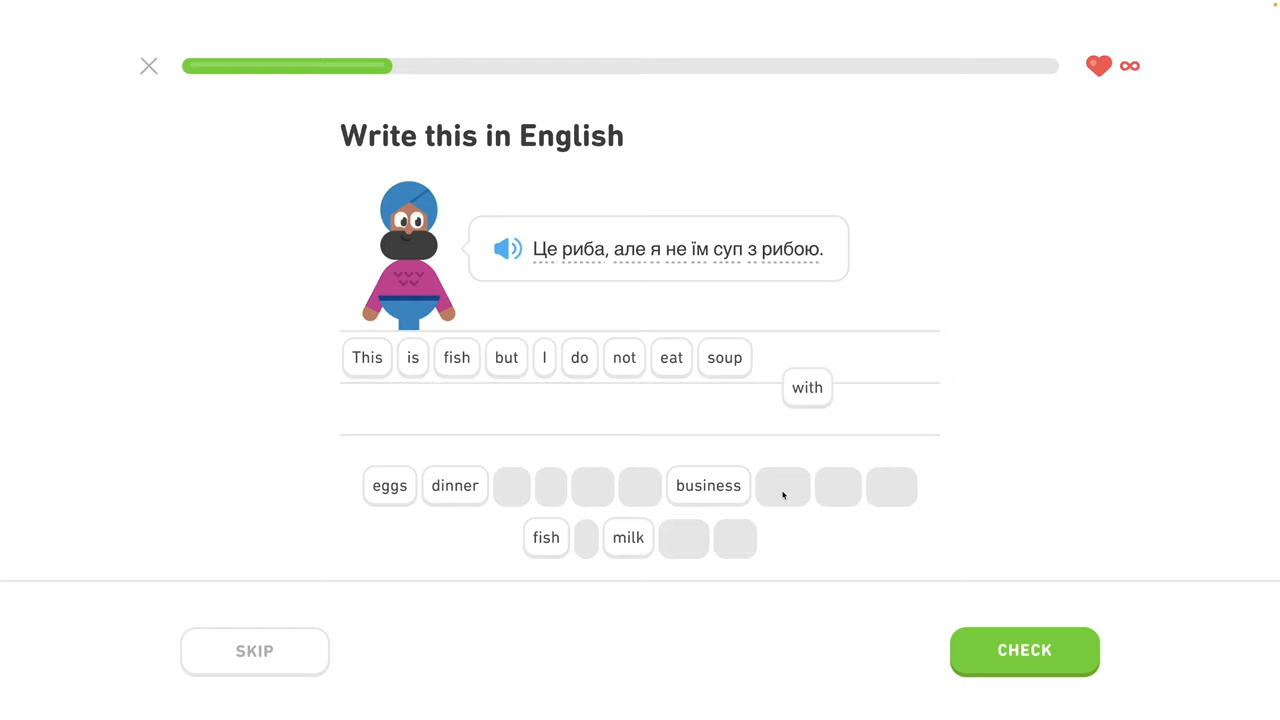 Write this in English
Це риба, але я не їм суп з рибою.
This is fish but I do not eat soup
with
eggs dinner business
fish milk
SKIP CHECK